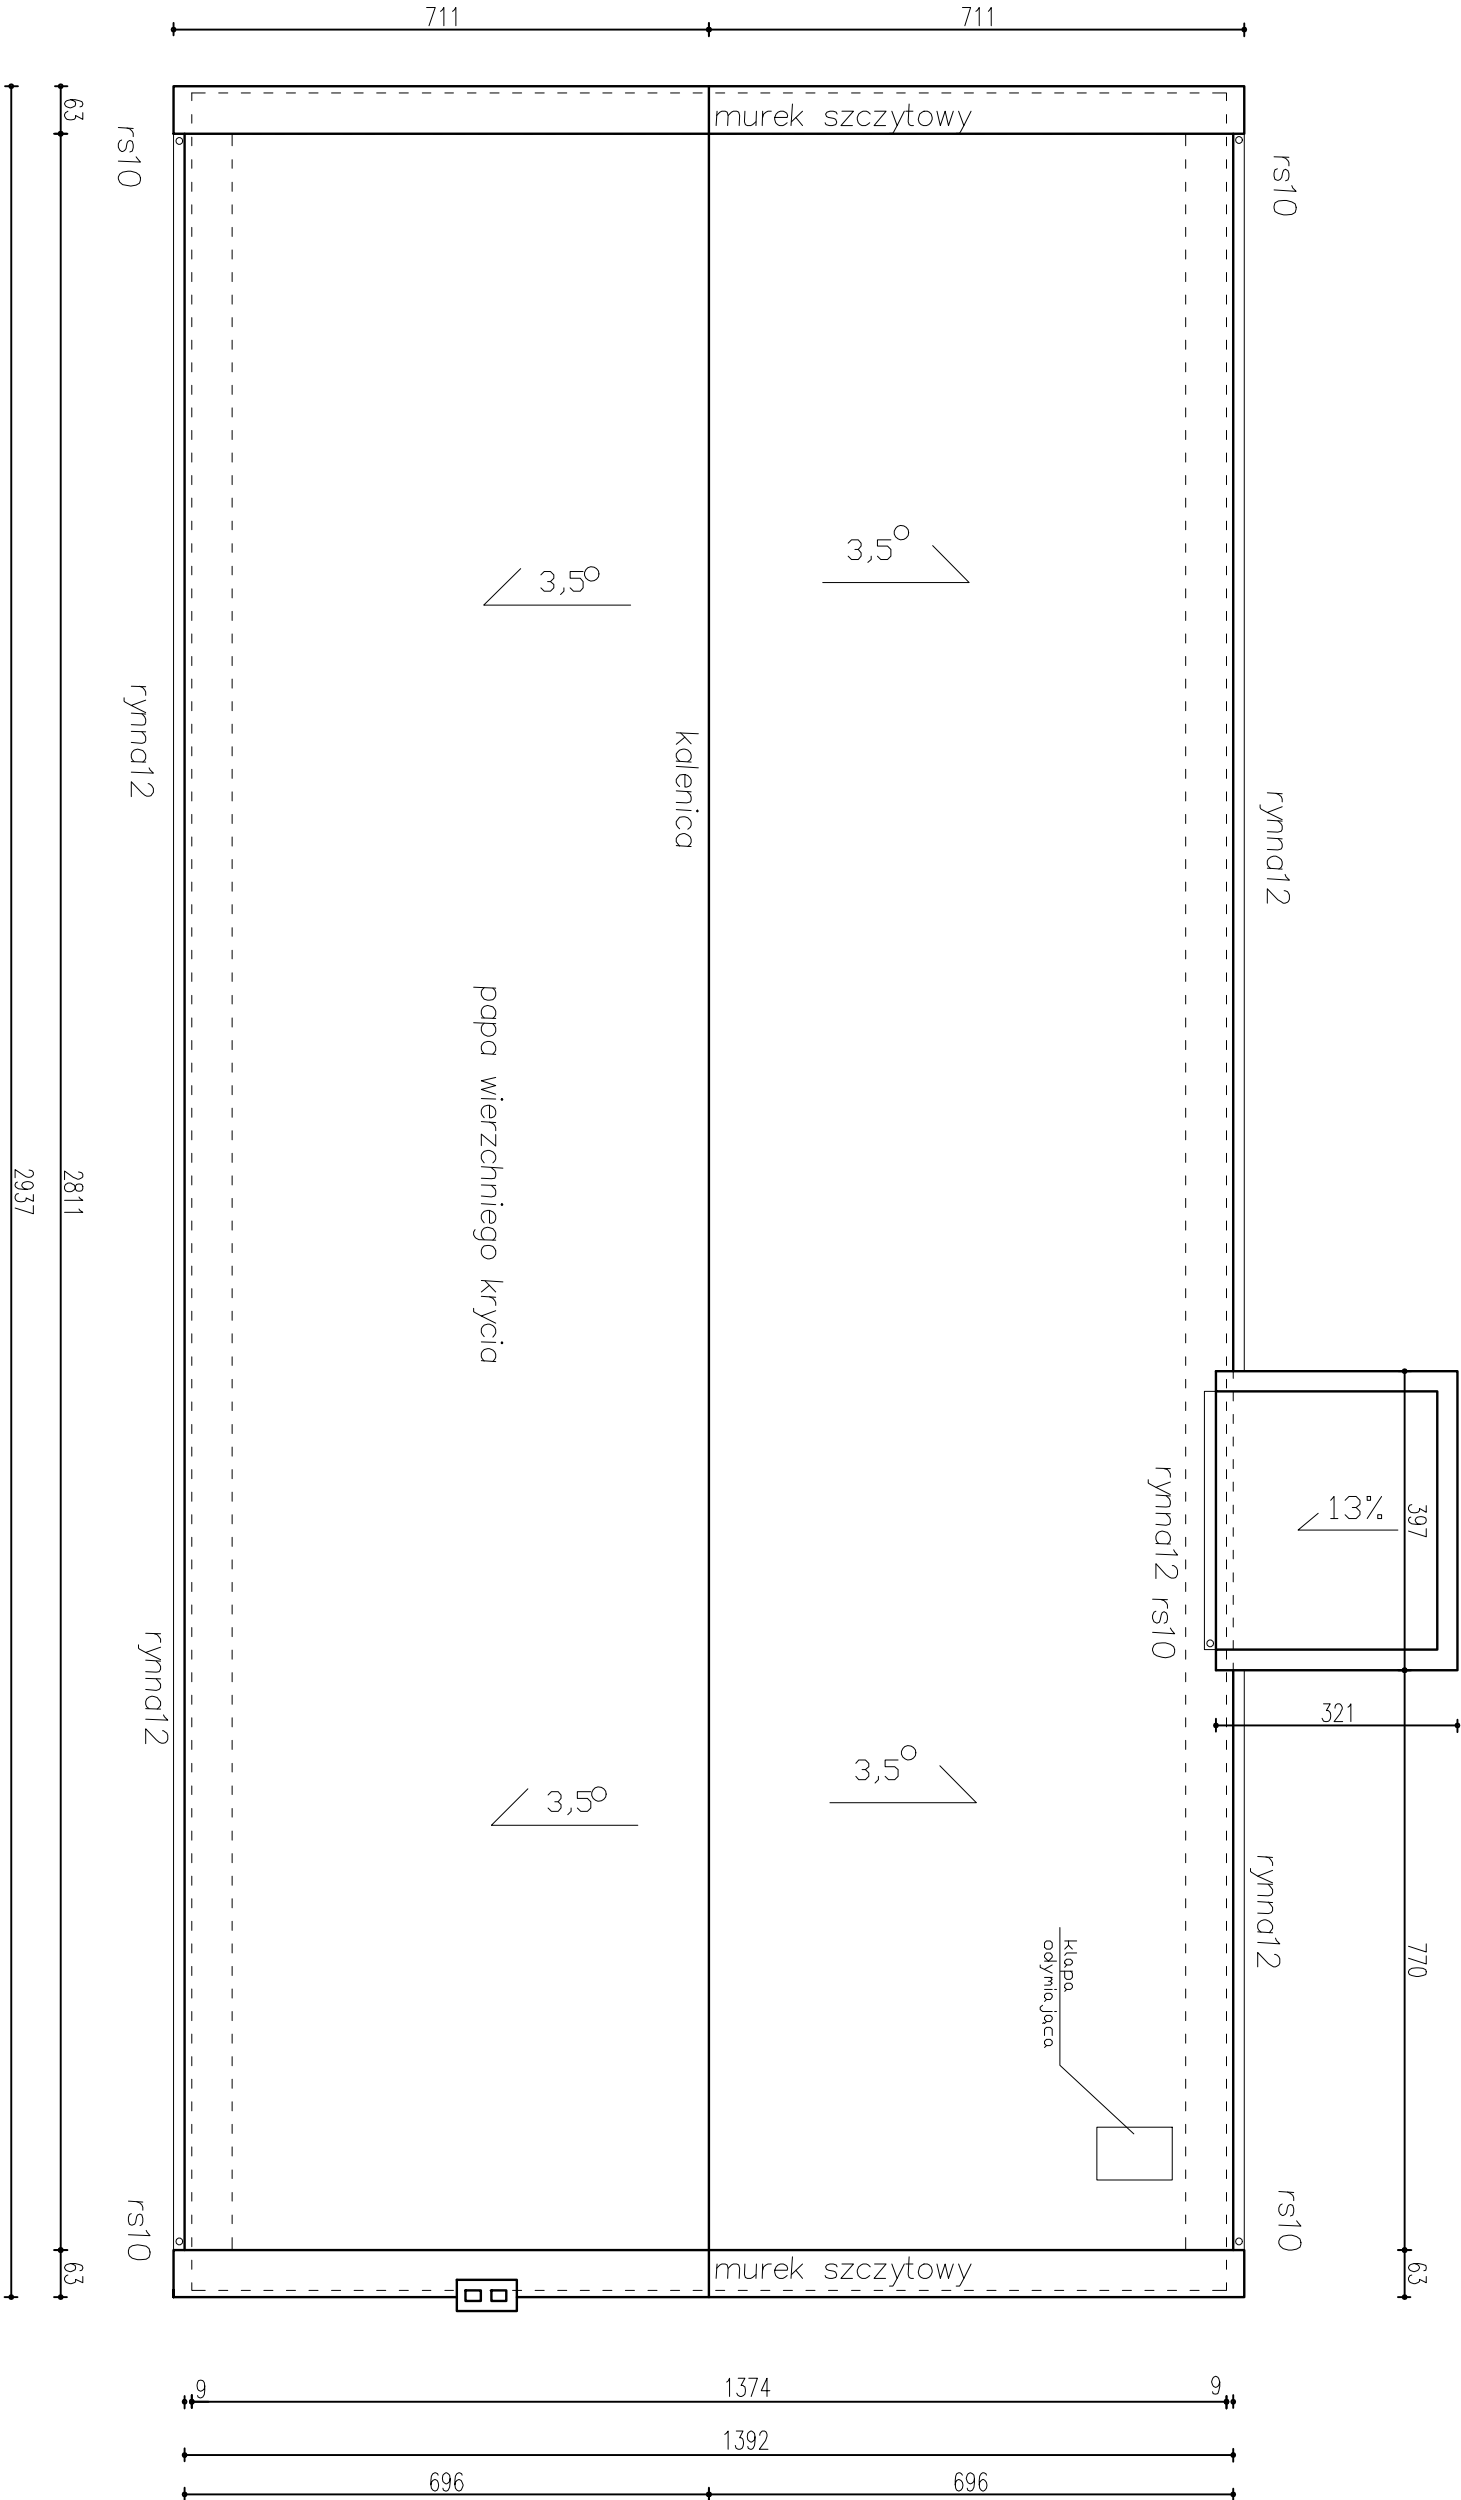 711
711
63
murek szczytowy
rs10
rs10
3,5°
3,5°
rynna12
kalenica
rynna12
papa wierzchniego krycia
2937
2811
rynna12 rs10
13%
397
rynna12
321
3,5°
3,5°
rynna12
770
klapa
odymiająca
rs10
rs10
63
murek szczytowy
63
9
1374
9
1392
696
696